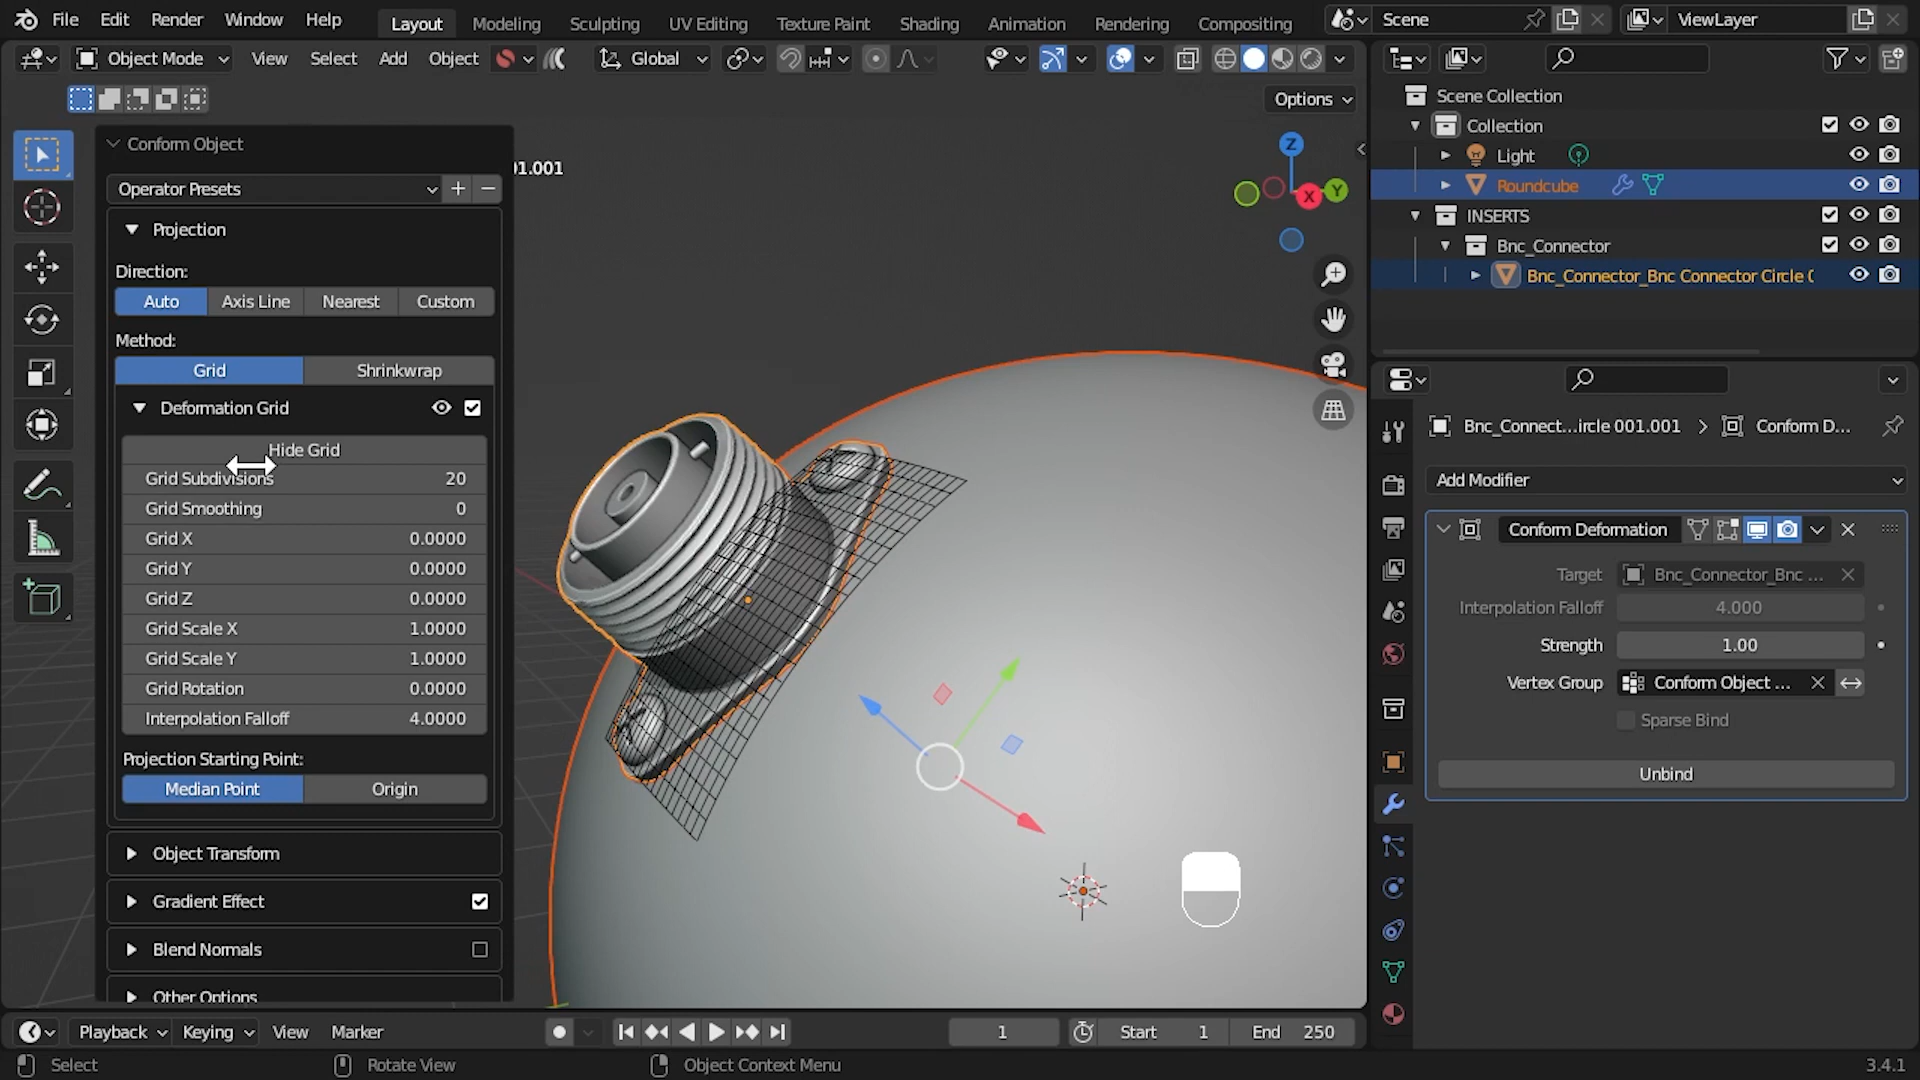 File Edit Render Window Help
Layout Modeling Sculpting UV Editing Texture Paint Shading Animation Rendering Compositing
Scene
ViewLayer
Object Mode View Select Add Object
Global
Options
Conform Object
01.001
Operator Presets
Projection
Direction:
Auto Axis Line Nearest Custom
Method:
Grid Shrinkwrap
Deformation Grid
Hide Grid
Grid Subdivisions 20
Grid Smoothing 0
Grid X 0.0000
Grid Y 0.0000
Grid Z 0.0000
Grid Scale X 1.0000
Grid Scale Y 1.0000
Grid Rotation 0.0000
Interpolation Falloff 4.0000
Projection Starting Point:
Median Point Origin
Object Transform
Gradient Effect
Blend Normals
Other Options
Z
X
Y
Scene Collection
Collection
Light
Roundcube
INSERTS
Bnc_Connector
Bnc_Connector_Bnc Connector Circle (
Bnc_Connect...ircle 001.001 Conform D...
Add Modifier
Conform Deformation
Target Bnc_Connector_Bnc ...
Interpolation Falloff 4.000
Strength 1.00
Vertex Group Conform Object ...
Sparse Bind
Unbind
Playback Keying View Marker
1 Start 1 End 250
Select Rotate View Object Context Menu
3.4.1